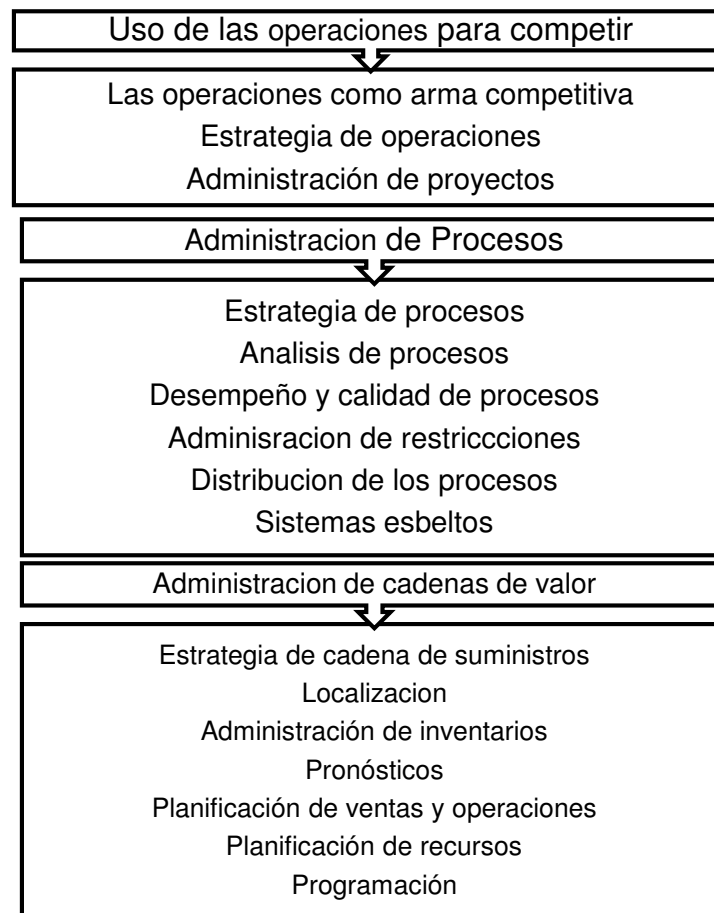 Uso de las operaciones para competir
Las operaciones como arma competitiva
Estrategia de operaciones
Administración de proyectos
Administracion de Procesos
Estrategia de procesos
Analisis de procesos
Desempeño y calidad de procesos
Adminisracion de restriccciones
Distribucion de los procesos
Sistemas esbeltos
Administracion de cadenas de valor
Estrategia de cadena de suministros
Localizacion
Administración de inventarios
Pronósticos
Planificación de ventas y operaciones
Planificación de recursos
Programación